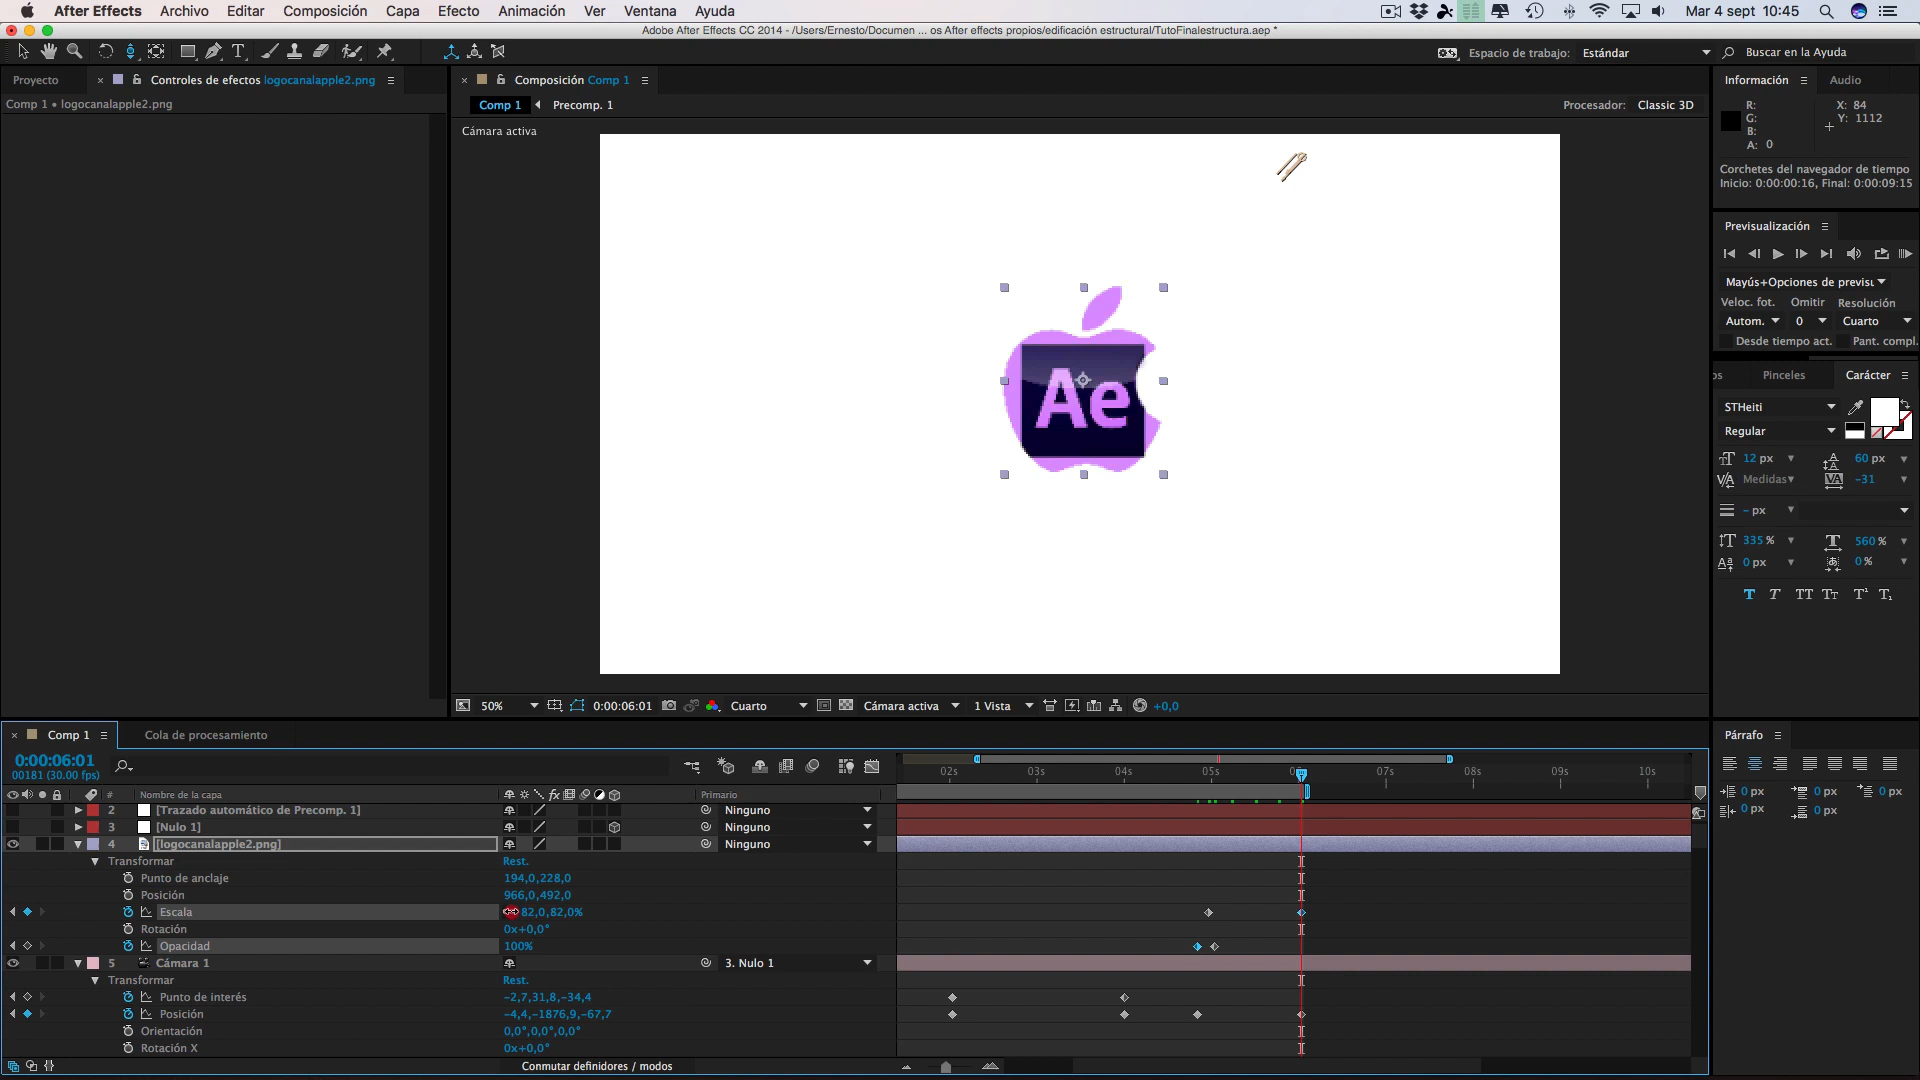 After Effects Archivo Editar Composición Capa Efecto Animación Ver Ventana Ayuda Mar 4 sept 10:45
Adobe After Effects CC 2014 - /Users/Ernesto/Documen ... os After effects propios/edificación estructural/TutoFinalestructura.aep *
Espacio de trabajo: Estándar Buscar en la Ayuda
Proyecto Controles de efectos logocanalapple2.png Composición Comp 1 Información Audio
Comp 1 • logocanalapple2.png
Comp 1 Precomp. 1 Procesador: Classic 3D
R: X: 84
G: Y: 1112
B:
A: 0
Cámara activa
Corchetes del navegador de tiempo
Inicio: 0:00:00:16, Final: 0:00:09:15
Previsualización
Mayús+Opciones de previsu
Veloc. fot. Omitir Resolución
Autom. 0 Cuarto
Desde tiempo act. Pant. compl.
os Pinceles Carácter
STHeiti
Regular
12 px 60 px
Medidas -31
- px
335 % 560 %
0 px 0 %
T T TT Tt T¹ T₁
Ae
50% 0:00:06:01 Cuarto Cámara activa 1 Vista +0,0
Comp 1 Cola de procesamiento Párrafo
0:00:06:01
00181 (30.00 fps)
02s 03s 04s 05s 07s 08s 09s 10s
# Nombre de la capa fx Primario
0 px 0 px 0 px
0 px 0 px
2 [Trazado automático de Precomp. 1] Ninguno
3 [Nulo 1] Ninguno
4 [logocanalapple2.png] Ninguno
Transformar Rest.
Punto de anclaje 194,0,228,0
Posición 966,0,492,0
Escala 82,0,82,0%
Rotación 0x+0,0°
Opacidad 100%
5 Cámara 1 3. Nulo 1
Transformar Rest.
Punto de interés -2,7,31,8,-34,4
Posición -4,4,-1876,9,-67,7
Orientación 0,0°,0,0°,0,0°
Rotación X 0x+0,0°
Conmutar definidores / modos